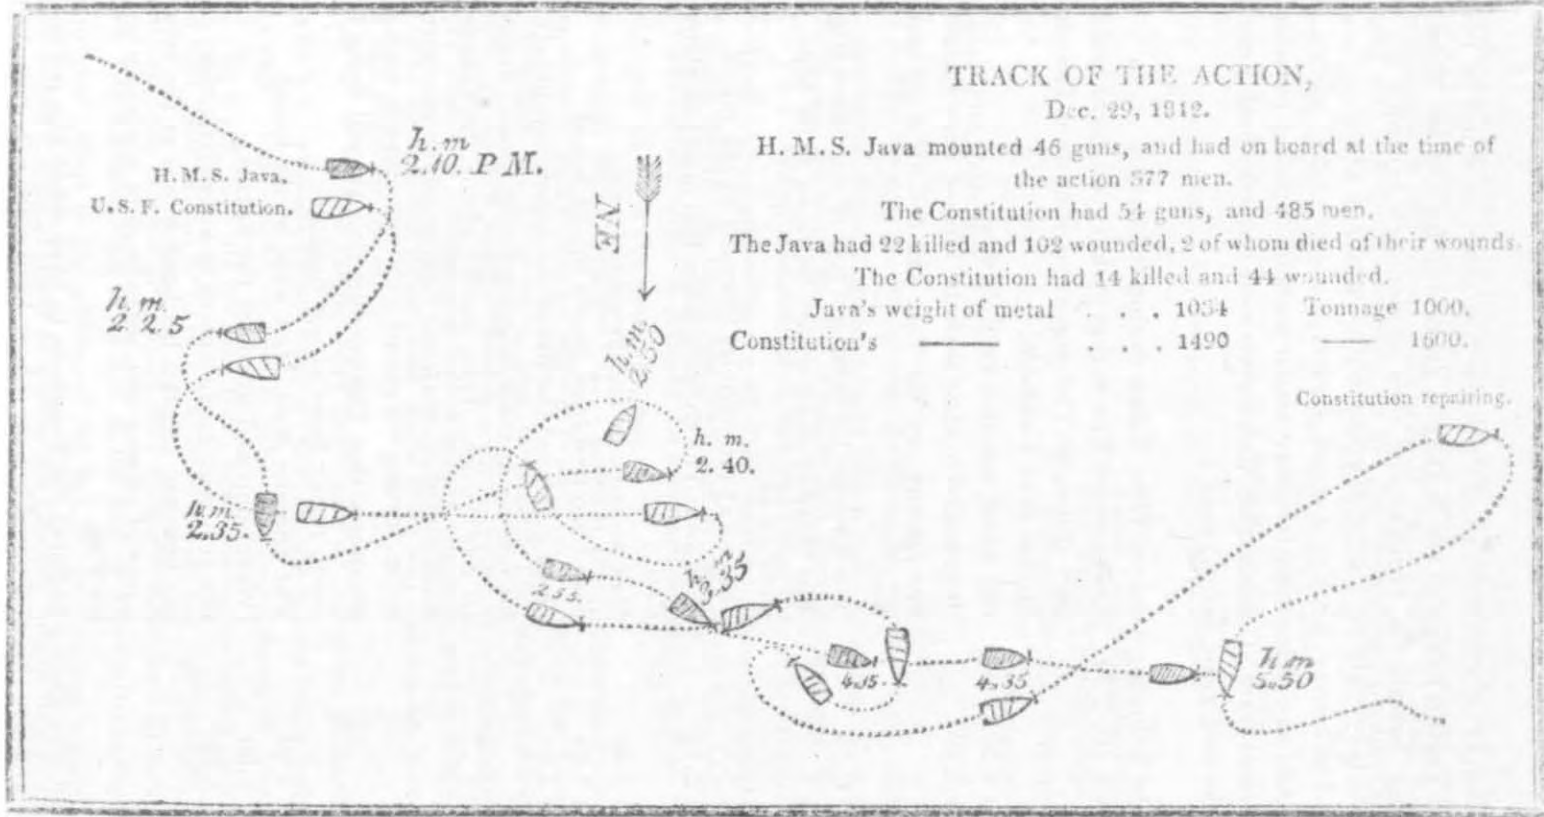 TRACK OF THE ACTION,
Dec. 29, 1812.
H. M. S. Java mounted 46 guns, and had on board at the time of
the action 377 men.
The Constitution had 54 guns, and 485 men.
The Java had 22 killed and 102 wounded, 2 of whom died of their wounds.
The Constitution had 14 killed and 44 wounded.
Java's weight of metal . . . 1034 Tonnage 1000.
Constitution's —— . . . 1490 —— 1600.
h. m
2.10. P M.
H. M. S. Java.
U. S. F. Constitution.
NE
h. m.
2 2 5
h. m.
2.50
Constitution repairing.
h. m.
2. 40.
h. m.
2.35.
2.55.
h. m.
3.35
4.15.
4.35
h m
5.50